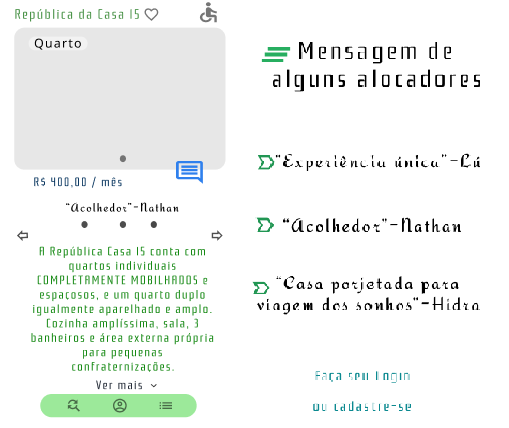 República da Casa 15
Quarto
R$ 400,00 / mês
"Acolhedor"-Nathan
A República Casa 15 conta com
quartos individuais
COMPLETAMENTE MOBILHADOS e
espaçosos, e um quarto duplo
igualmente aparelhado e amplo.
Cozinha amplíssima, sala, 3
banheiros e área externa própria
para pequenas
confraternizações.
Ver mais
Mensagem de
alguns alocadores
"Experiência única"-Lú
"Acolhedor"-Nathan
"Casa porjetada para
viagem dos sonhos"-Hidra
Faça seu Login
ou cadastre-se